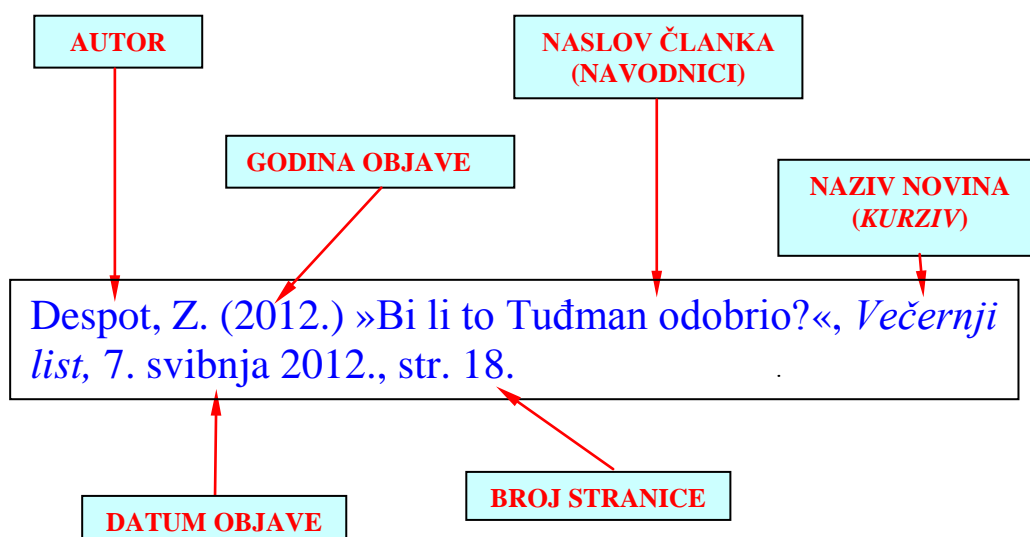 AUTOR
NASLOV ČLANKA
(NAVODNICI)
GODINA OBJAVE
NAZIV NOVINA
(KURZIV)
Despot, Z. (2012.) »Bi li to Tuđman odobrio?«, Večernji
list, 7. svibnja 2012., str. 18.
.
BROJ STRANICE
DATUM OBJAVE